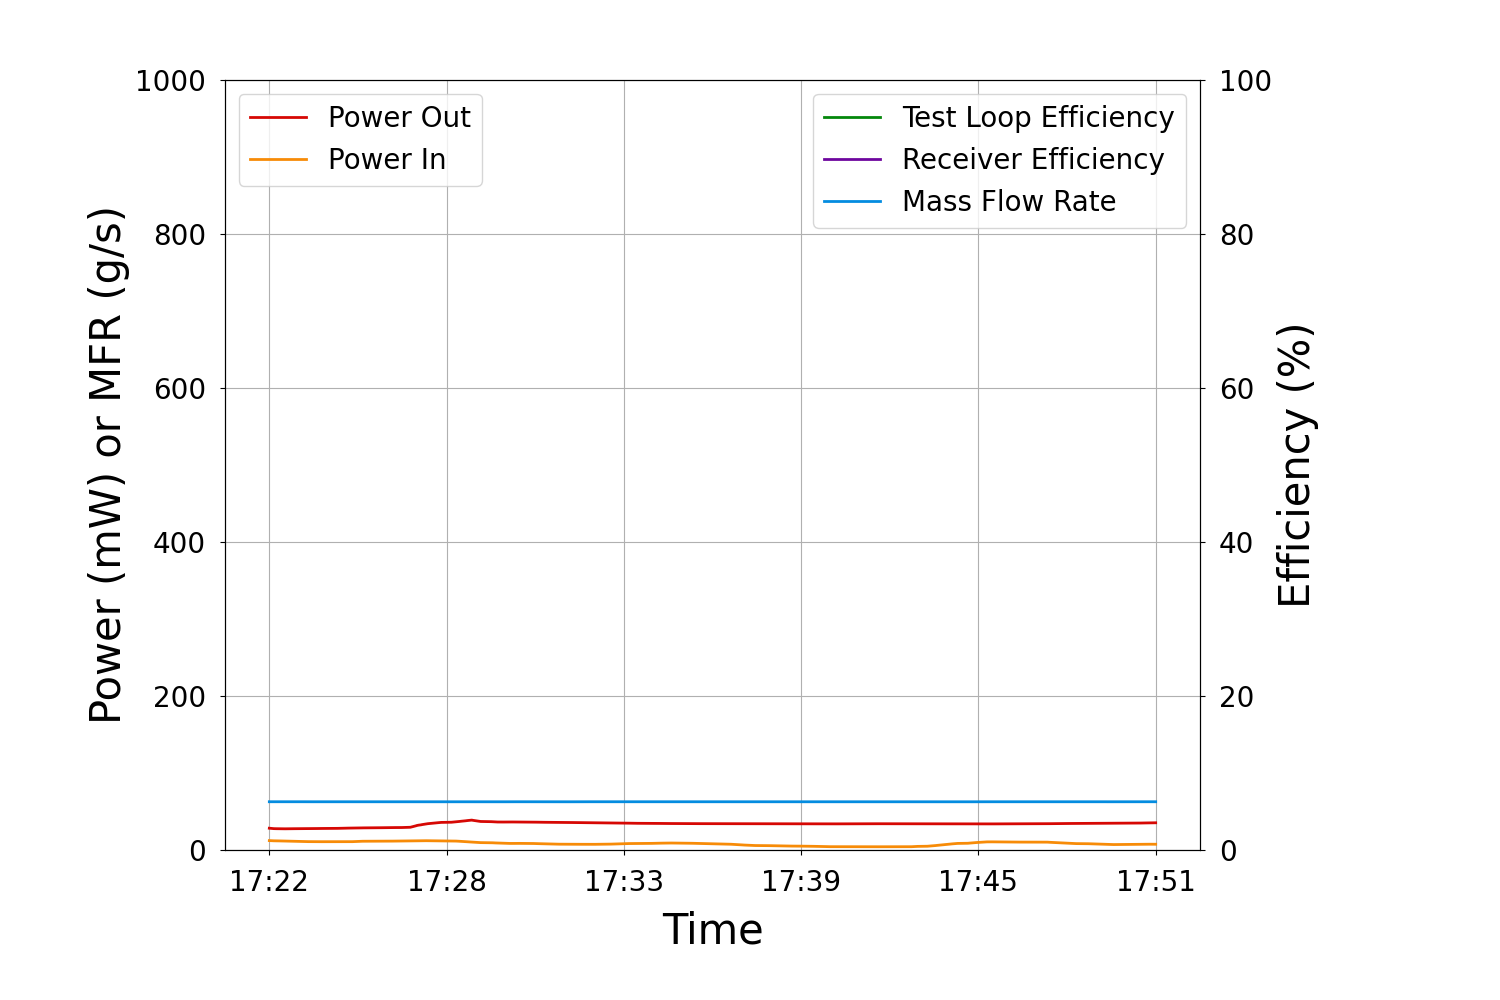 1000
800
600
400
200
0
Power (mW) or MFR (g/s)
Power Out
Power In
Test Loop Efficiency
Receiver Efficiency
Mass Flow Rate
100
80
60
40
20
0
Efficiency (%)
17:22 17:28 17:33 17:39 17:45 17:51
Time